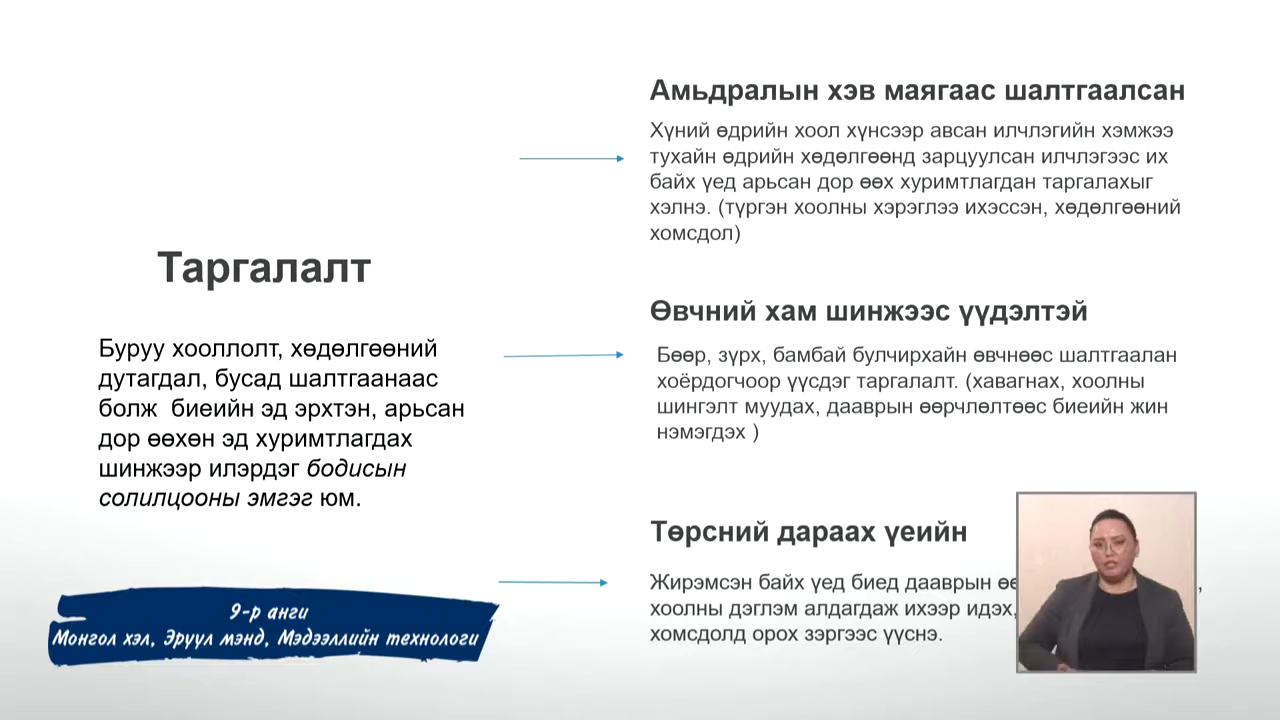 Таргалалт
Буруу хооллолт, хөдөлгөөний
дутагдал, бусад шалтгаанаас
болж биеийн эд эрхтэн, арьсан
дор өөхөн эд хуримтлагдах
шинжээр илэрдэг бодисын
солилцооны эмгэг юм.
Амьдралын хэв маягаас шалтгаалсан
Хүний өдрийн хоол хүнсээр авсан илчлэгийн хэмжээ
тухайн өдрийн хөдөлгөөнд зарцуулсан илчлэгээс их
байх үед арьсан дор өөх хуримтлагдан таргалахыг
хэлнэ. (түргэн хоолны хэрэглээ ихэссэн, хөдөлгөөний
хомсдол)
Өвчний хам шинжээс үүдэлтэй
Бөөр, зүрх, бамбай булчирхайн өвчнөөс шалтгаалан
хоёрдогчоор үүсдэг таргалалт. (хавагнах, хоолны
шингэлт муудах, дааврын өөрчлөлтөөс биеийн жин
нэмэгдэх )
Төрсний дараах үеийн
Жирэмсэн байх үед биед дааврын
хоолны дэглэм алдагдаж ихээр идэх,
хомсдолд орох зэргээс үүснэ.
9-р анги
Монгол хэл, Эрүүл мэнд, Мэдээллийн технологи